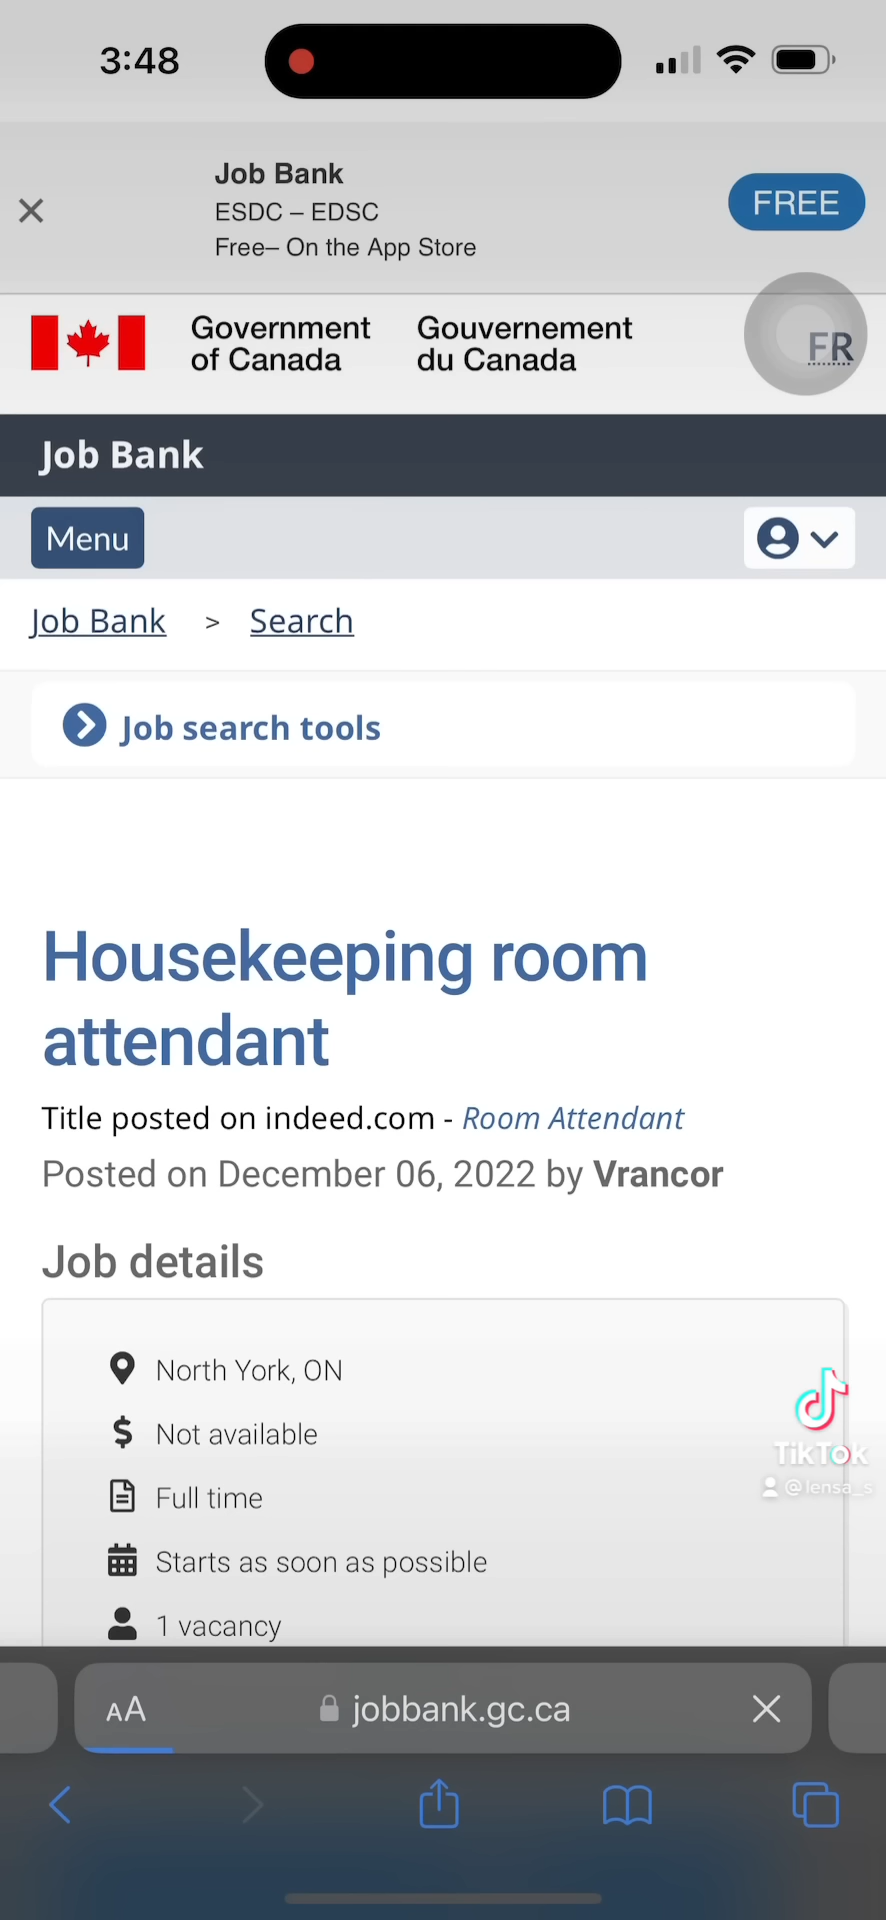 3:48
Job Bank
ESDC – EDSC
Free– On the App Store
FREE
Government of Canada
Gouvernement du Canada
FR
Job Bank
Menu
Job Bank > Search
Job search tools
Housekeeping room
attendant
Title posted on indeed.com - Room Attendant
Posted on December 06, 2022 by Vrancor
Job details
North York, ON
$ Not available
Full time
Starts as soon as possible
1 vacancy
TikTok
@lensa_s
AA jobbank.gc.ca